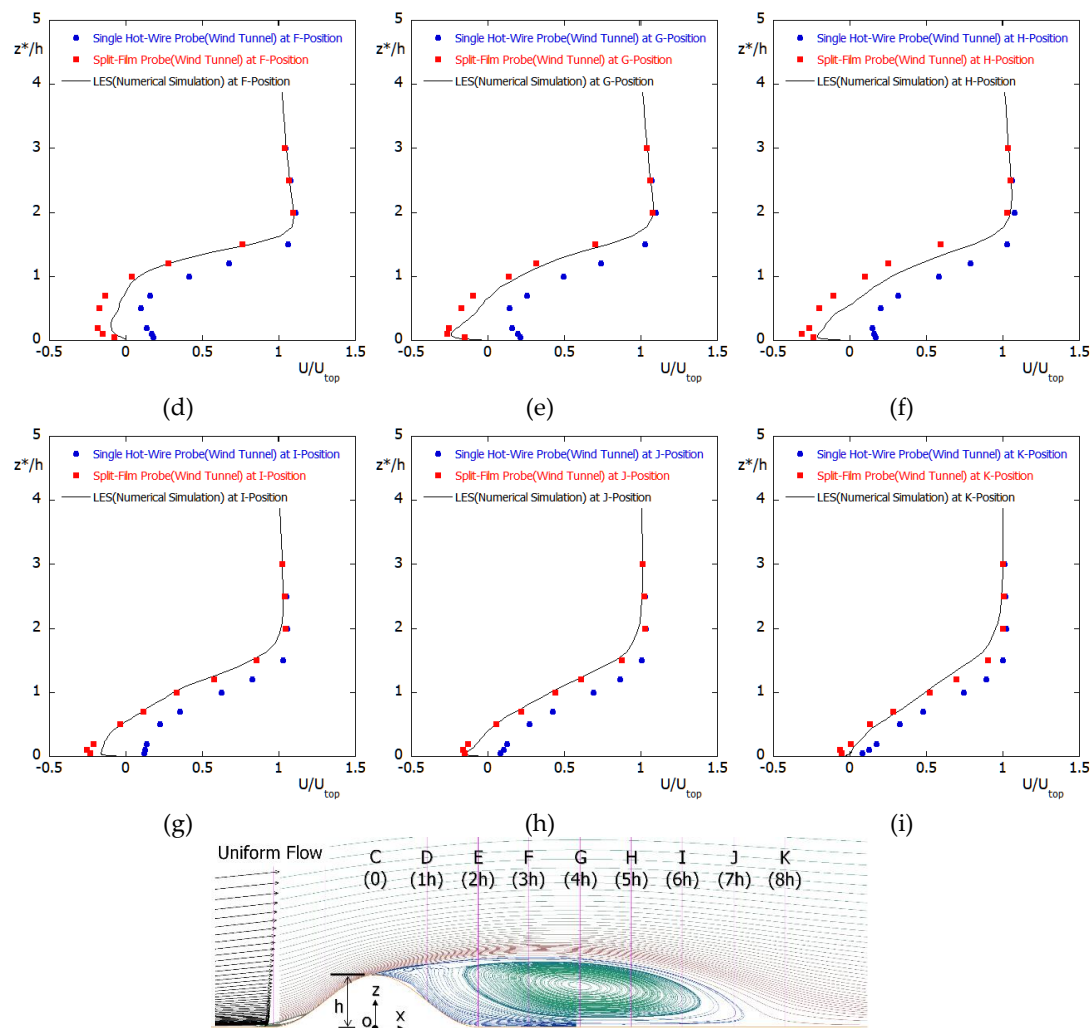 5
z*/h
4
3
2
1
0
Single Hot-Wire Probe(Wind Tunnel) at F-Position
Split-Film Probe(Wind Tunnel) at F-Position
LES(Numerical Simulation) at F-Position
-0.5 0 0.5 1 1.5
U/Utop
(d)
5
z*/h
4
3
2
1
0
Single Hot-Wire Probe(Wind Tunnel) at G-Position
Split-Film Probe(Wind Tunnel) at G-Position
LES(Numerical Simulation) at G-Position
-0.5 0 0.5 1 1.5
U/Utop
(e)
5
z*/h
4
3
2
1
0
Single Hot-Wire Probe(Wind Tunnel) at H-Position
Split-Film Probe(Wind Tunnel) at H-Position
LES(Numerical Simulation) at H-Position
-0.5 0 0.5 1 1.5
U/Utop
(f)
5
z*/h
4
3
2
1
0
Single Hot-Wire Probe(Wind Tunnel) at I-Position
Split-Film Probe(Wind Tunnel) at I-Position
LES(Numerical Simulation) at I-Position
-0.5 0 0.5 1 1.5
U/Utop
(g)
5
z*/h
4
3
2
1
0
Single Hot-Wire Probe(Wind Tunnel) at J-Position
Split-Film Probe(Wind Tunnel) at J-Position
LES(Numerical Simulation) at J-Position
-0.5 0 0.5 1 1.5
U/Utop
(h)
5
z*/h
4
3
2
1
0
Single Hot-Wire Probe(Wind Tunnel) at K-Position
Split-Film Probe(Wind Tunnel) at K-Position
LES(Numerical Simulation) at K-Position
-0.5 0 0.5 1 1.5
U/Utop
(i)
Uniform Flow
C D E F G H I J K
(0) (1h) (2h) (3h) (4h) (5h) (6h) (7h) (8h)
h
z
o x